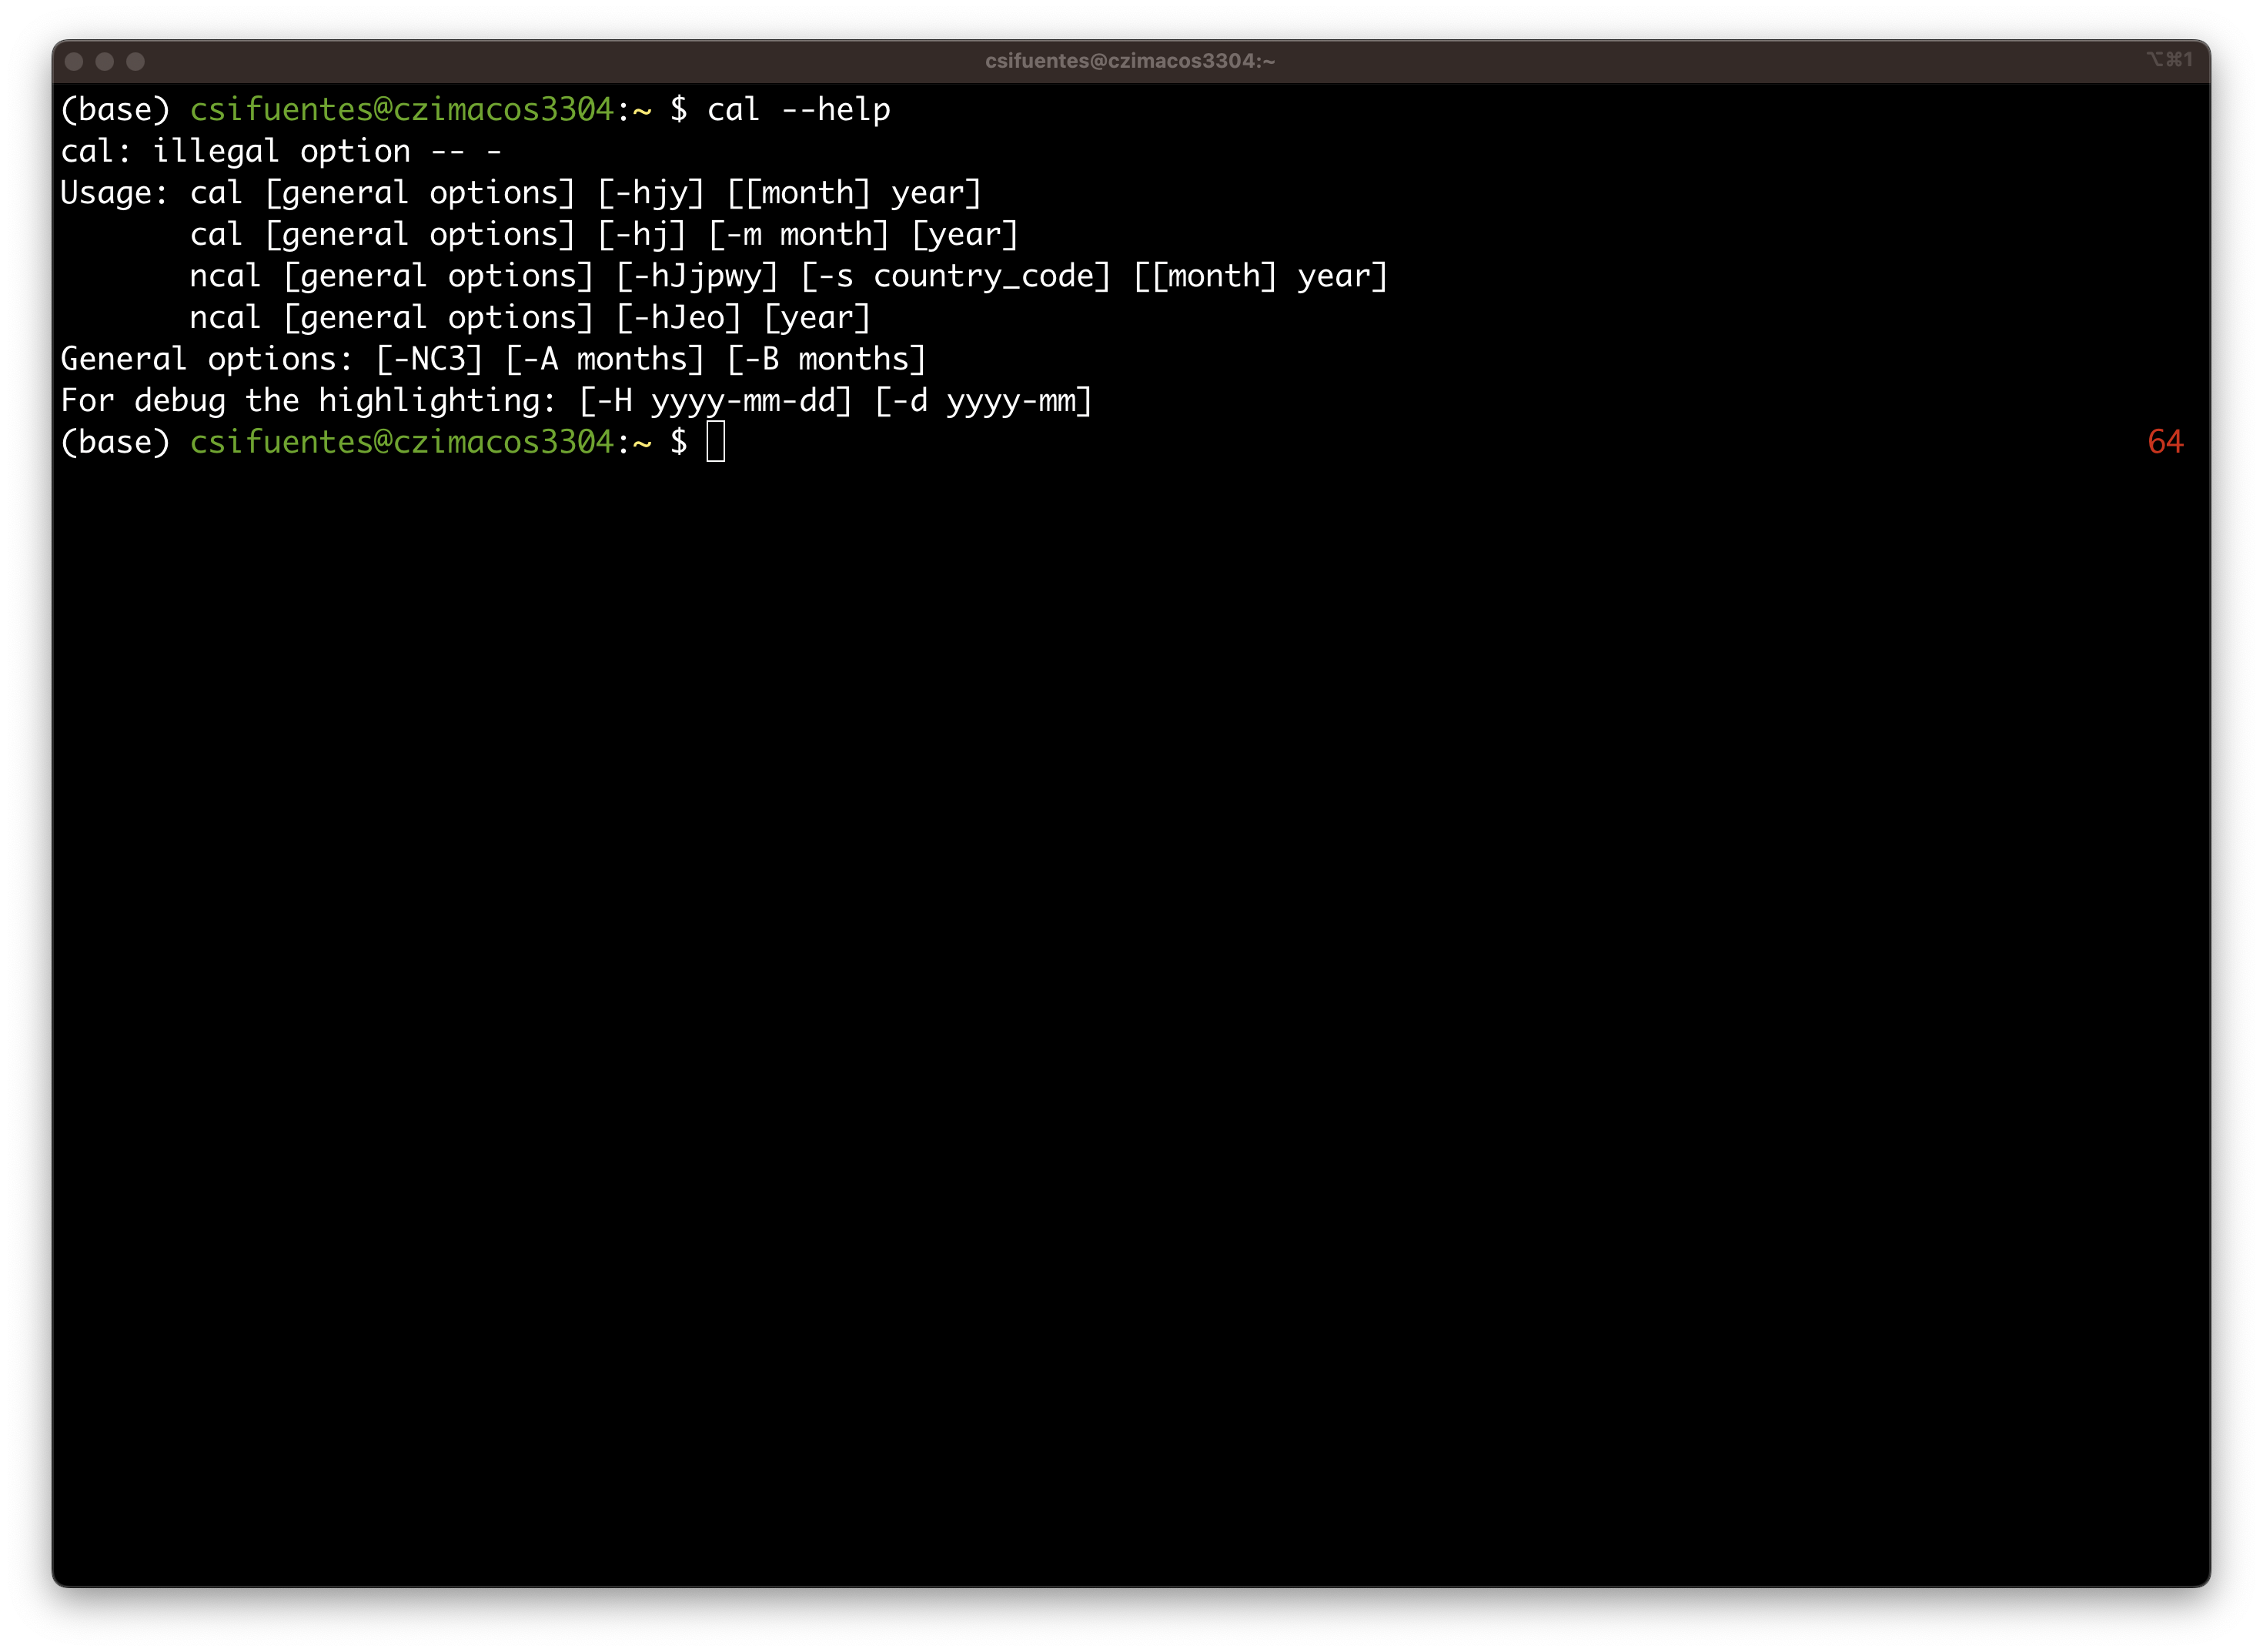 csifuentes@czimacos3304:~ ⌥⌘1
(base) csifuentes@czimacos3304:~ $ cal --help
cal: illegal option -- -
Usage: cal [general options] [-hjy] [[month] year]
       cal [general options] [-hj] [-m month] [year]
       ncal [general options] [-hJjpwy] [-s country_code] [[month] year]
       ncal [general options] [-hJeo] [year]
General options: [-NC3] [-A months] [-B months]
For debug the highlighting: [-H yyyy-mm-dd] [-d yyyy-mm]
(base) csifuentes@czimacos3304:~ $ 64